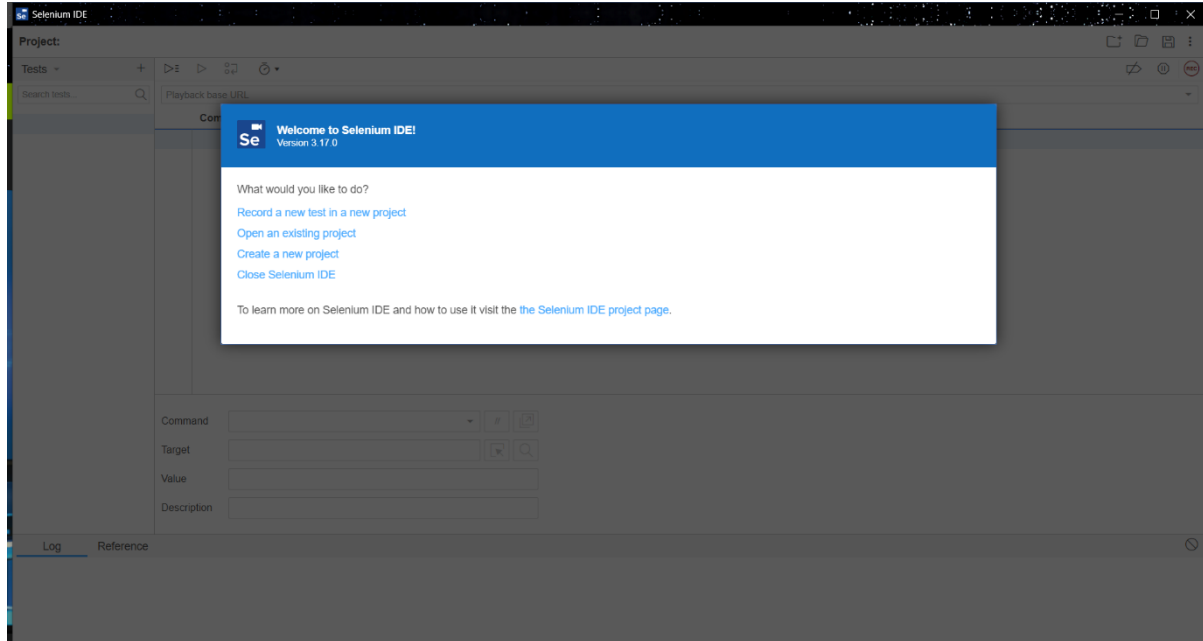 Selenium IDE
Project:
Tests
Search tests...
Playback base URL
Com
Se
Welcome to Selenium IDE!
Version 3.17.0
What would you like to do?
Record a new test in a new project
Open an existing project
Create a new project
Close Selenium IDE
To learn more on Selenium IDE and how to use it visit the the Selenium IDE project page.
Command
Target
Value
Description
Log Reference